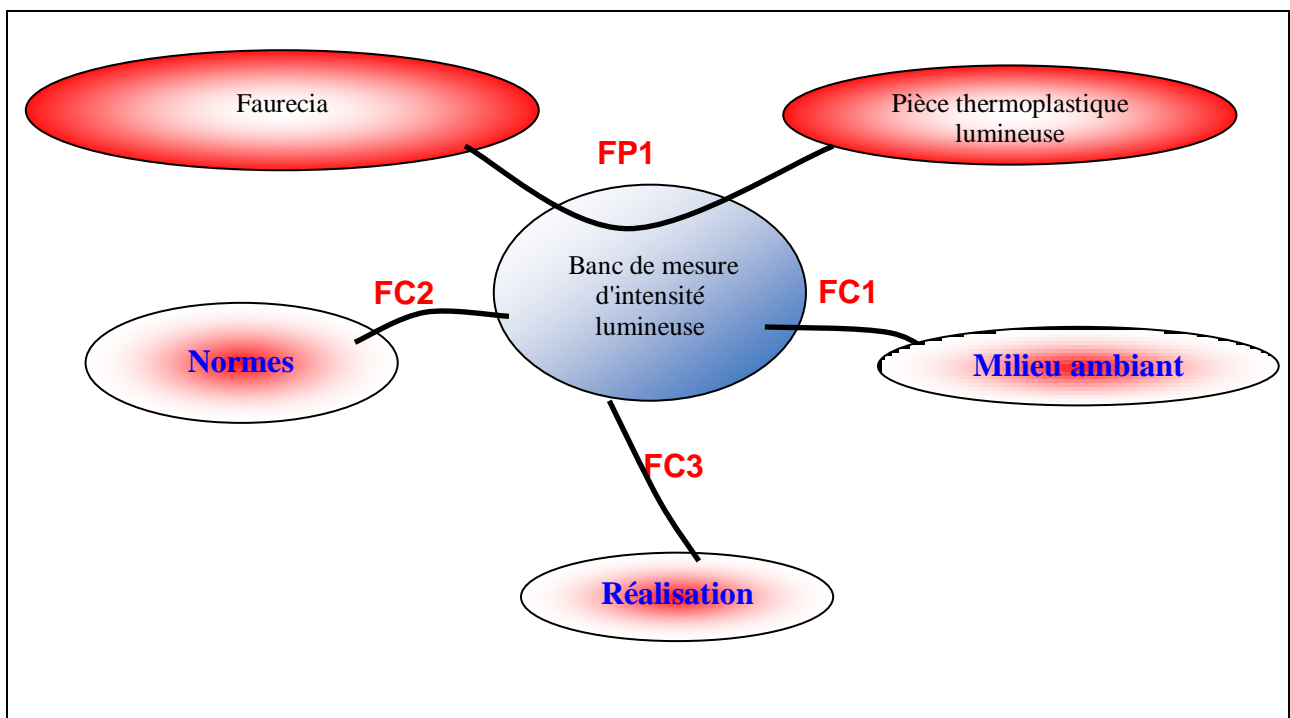 Faurecia
Pièce thermoplastique
lumineuse
FP1
Banc de mesure
d'intensité
lumineuse
FC2
FC1
Normes
Milieu ambiant
FC3
Réalisation